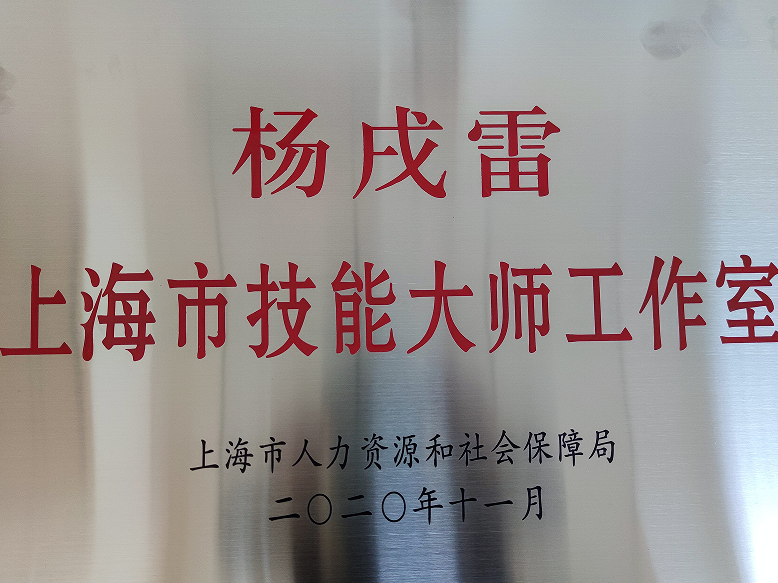 杨戌雷
上海市技能大师工作室
上海市人力资源和社会保障局
二〇二〇年十一月